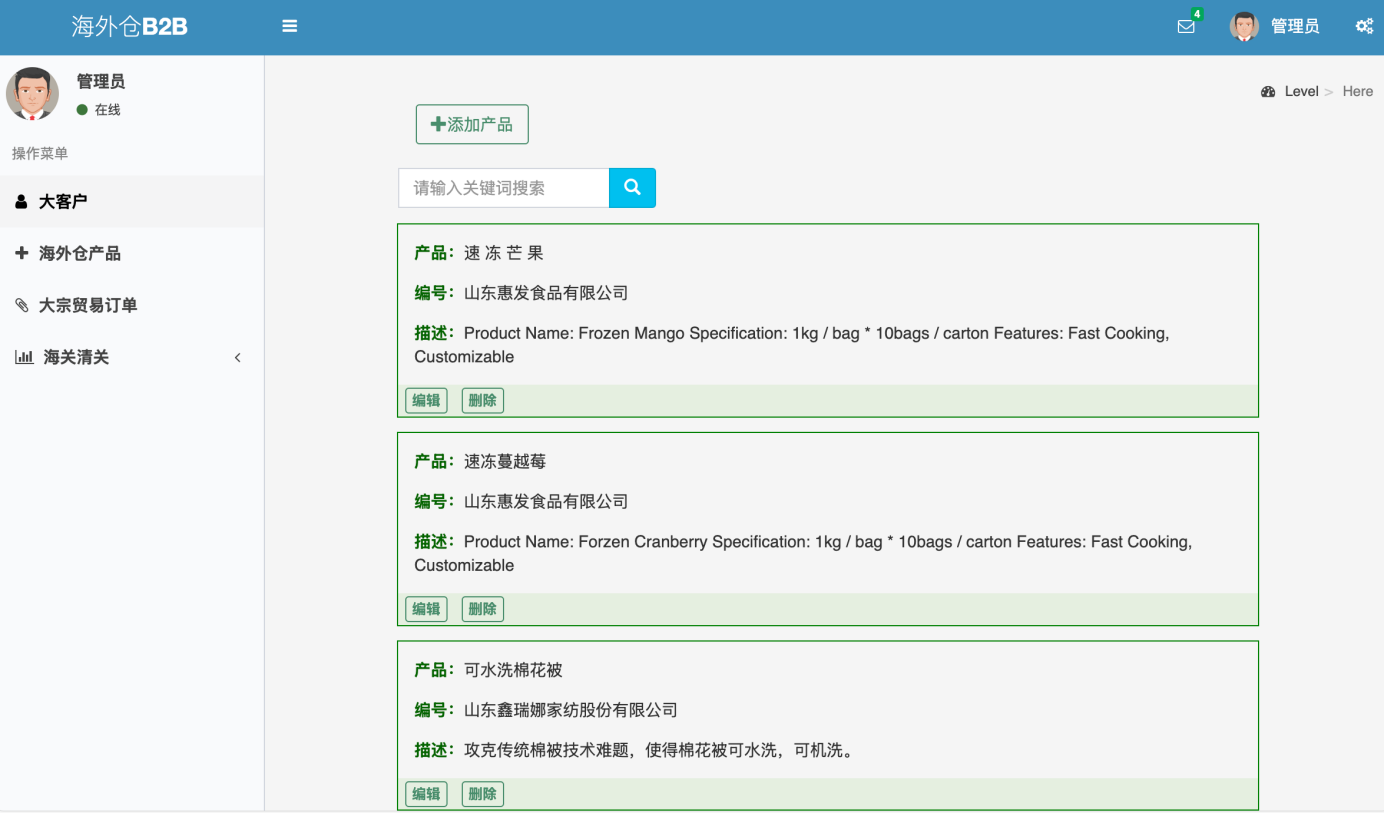 海外仓B2B
4
管理员
管理员
在线
操作菜单
大客户
海外仓产品
大宗贸易订单
海关清关
Level > Here
添加产品
请输入关键词搜索
产品：速 冻 芒 果
编号：山东惠发食品有限公司
描述：Product Name: Frozen Mango Specification: 1kg / bag * 10bags / carton Features: Fast Cooking,
Customizable
编辑 删除
产品：速冻蔓越莓
编号：山东惠发食品有限公司
描述：Product Name: Forzen Cranberry Specification: 1kg / bag * 10bags / carton Features: Fast Cooking,
Customizable
编辑 删除
产品：可水洗棉花被
编号：山东鑫瑞娜家纺股份有限公司
描述：攻克传统棉被技术难题，使得棉花被可水洗，可机洗。
编辑 删除